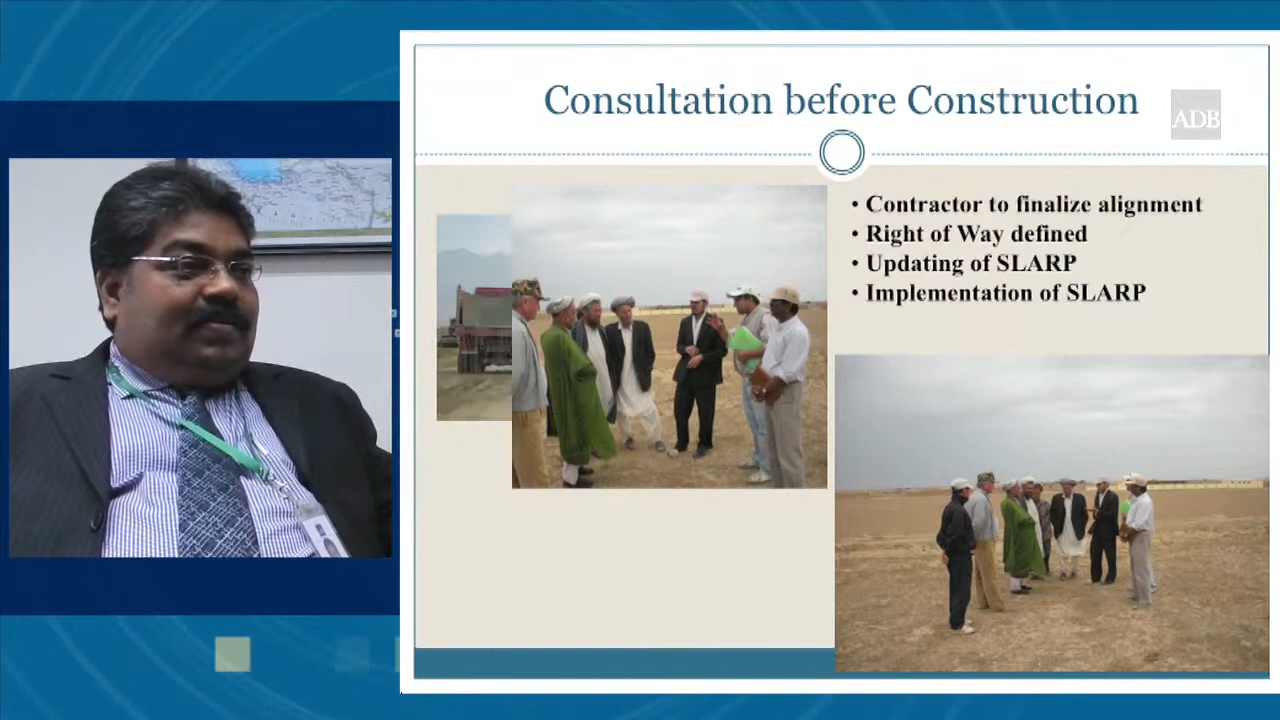 Consultation before Construction
ADB
• Contractor to finalize alignment
• Right of Way defined
• Updating of SLARP
• Implementation of SLARP